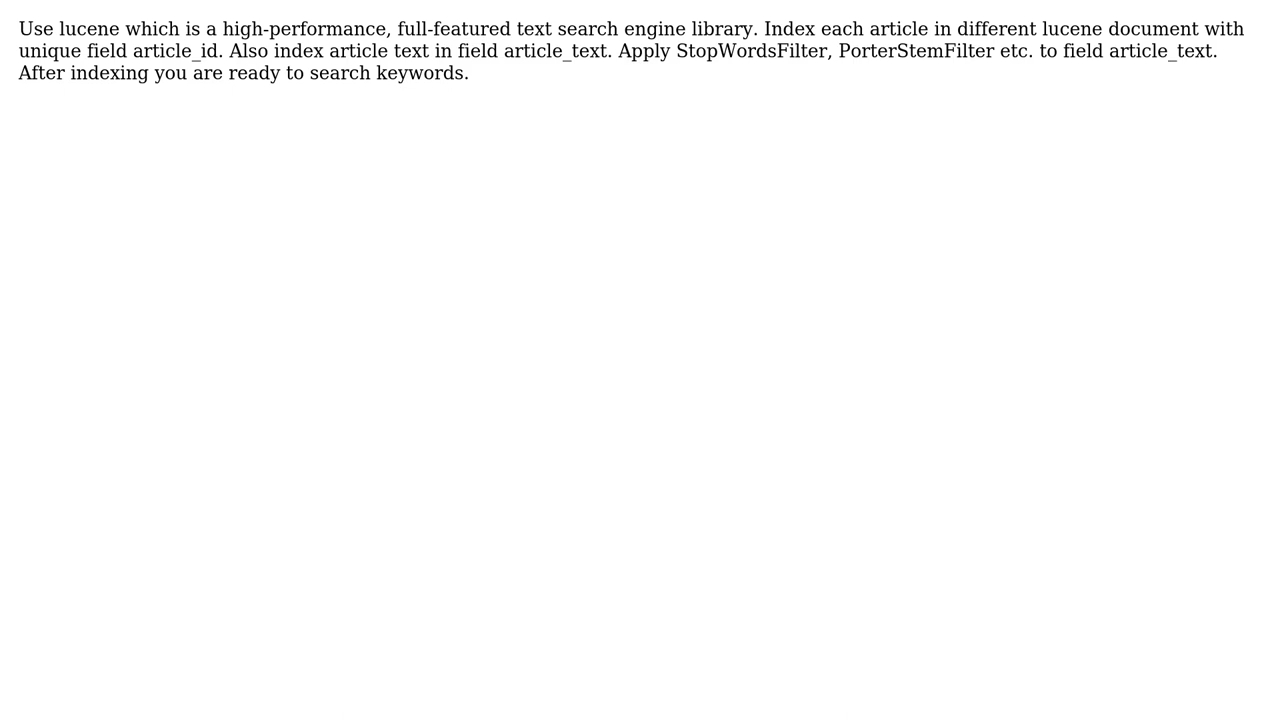 Use lucene which is a high-performance, full-featured text search engine library. Index each article in different lucene document with
unique field article_id. Also index article text in field article_text. Apply StopWordsFilter, PorterStemFilter etc. to field article_text.
After indexing you are ready to search keywords.